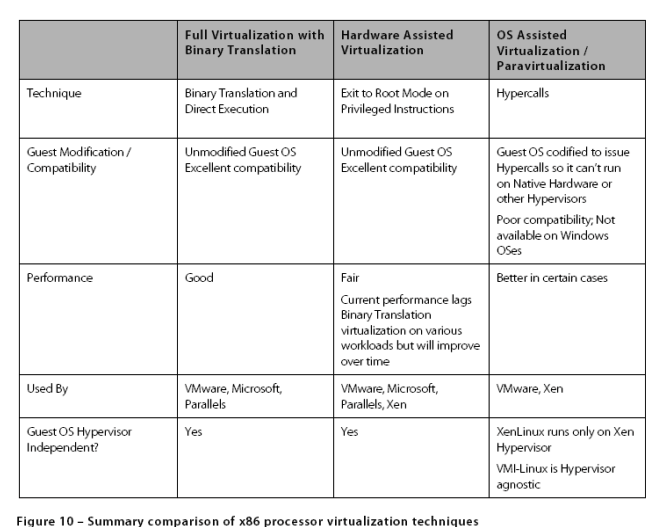 Full Virtualization with
Binary Translation
Hardware Assisted
Virtualization
OS Assisted
Virtualization /
Paravirtualization
Technique
Binary Translation and
Direct Execution
Exit to Root Mode on
Privileged Instructions
Hypercalls
Guest Modification /
Compatibility
Unmodified Guest OS
Excellent compatibility
Unmodified Guest OS
Excellent compatibility
Guest OS codified to issue
Hypercalls so it can't run
on Native Hardware or
other Hypervisors
Poor compatibility; Not
available on Windows
OSes
Performance
Good
Fair
Current performance lags
Binary Translation
virtualization on various
workloads but will improve
over time
Better in certain cases
Used By
VMware, Microsoft,
Parallels
VMware, Microsoft,
Parallels, Xen
VMware, Xen
Guest OS Hypervisor
Independent?
Yes
Yes
XenLinux runs only on Xen
Hypervisor
VMI-Linux is Hypervisor
agnostic
Figure 10 – Summary comparison of x86 processor virtualization techniques